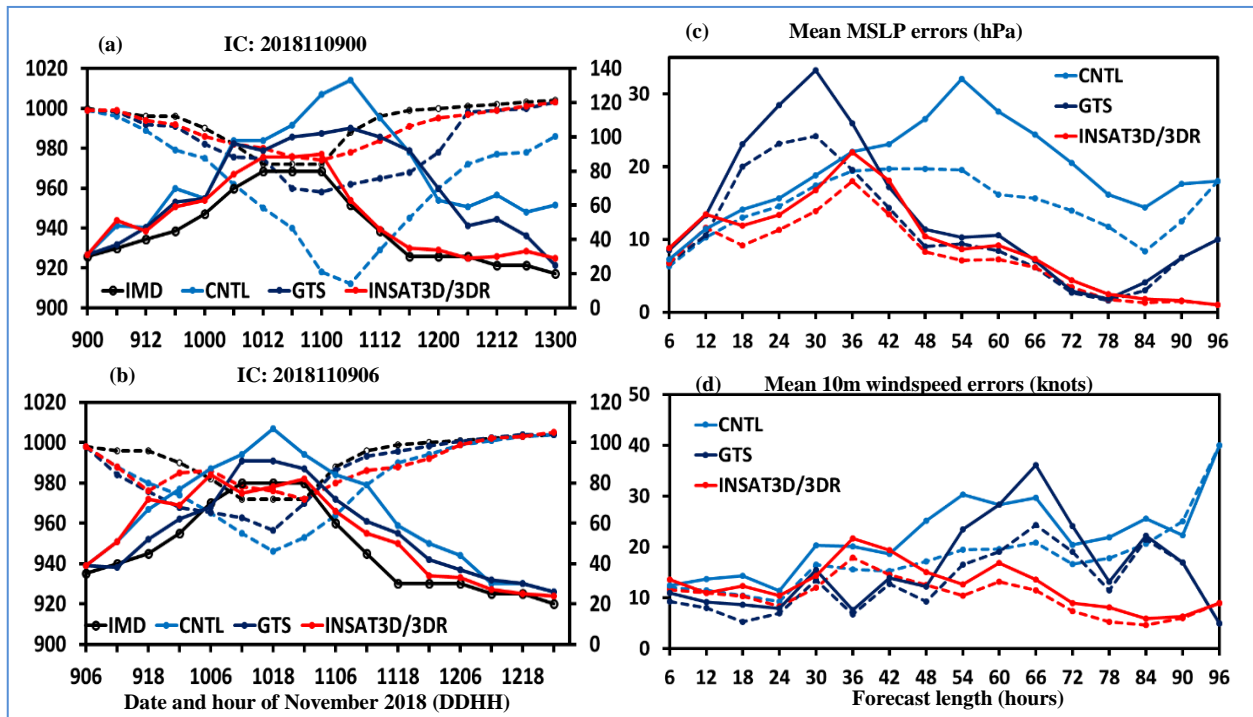 (a) IC: 2018110900
1020 140
1000 120
100
980 80
960 60
940 40
920 20
900 0
IMD CNTL GTS INSAT3D/3DR
900 912 1000 1012 1100 1112 1200 1212 1300
(b) IC: 2018110906
1020 120
1000 100
980 80
960 60
940 40
920 20
900 0
IMD CNTL GTS INSAT3D/3DR
906 918 1006 1018 1106 1118 1206 1218
Date and hour of November 2018 (DDHH)
(c) Mean MSLP errors (hPa)
CNTL
GTS
INSAT3D/3DR
30
20
10
0
6 12 18 24 30 36 42 48 54 60 66 72 78 84 90 96
(d) Mean 10m windspeed errors (knots)
50
40
30
20
10
0
CNTL
GTS
INSAT3D/3DR
6 12 18 24 30 36 42 48 54 60 66 72 78 84 90 96
Forecast length (hours)